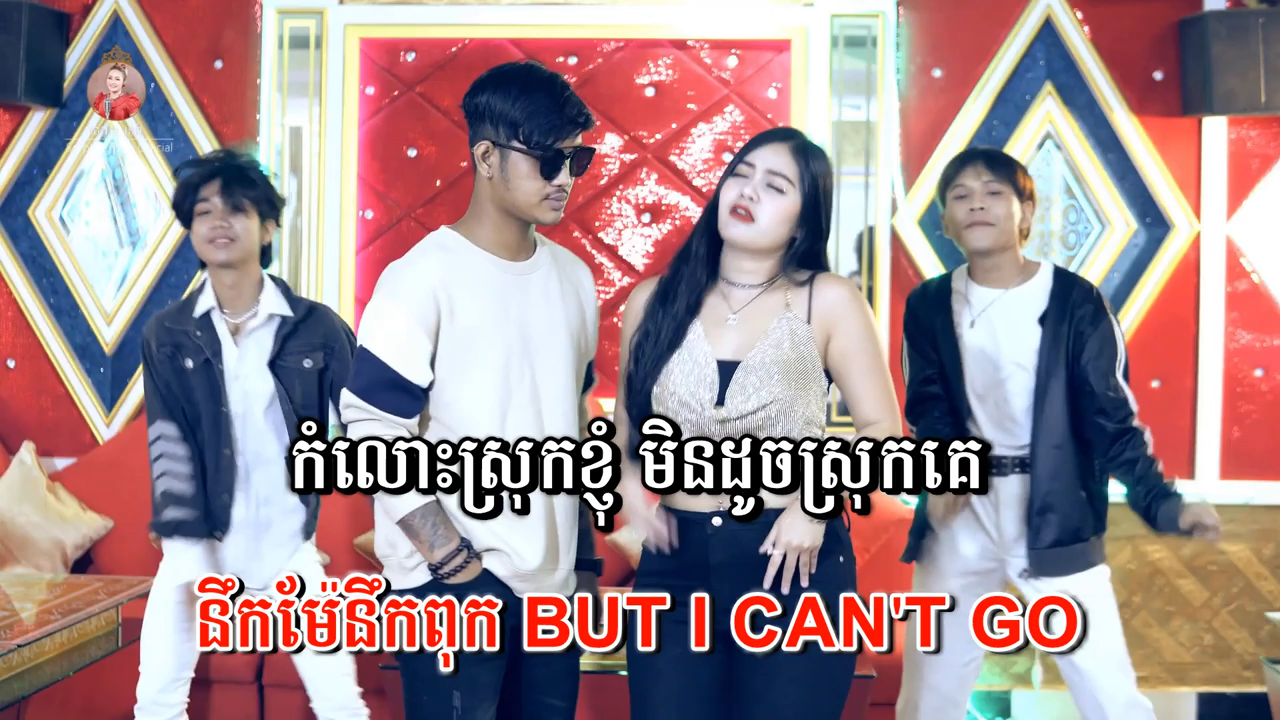 កំលោះស្រុកខ្ញុំ មិនដូចស្រុកគេ
នឹកម៉ែនឹកពុក BUT I CAN'T GO